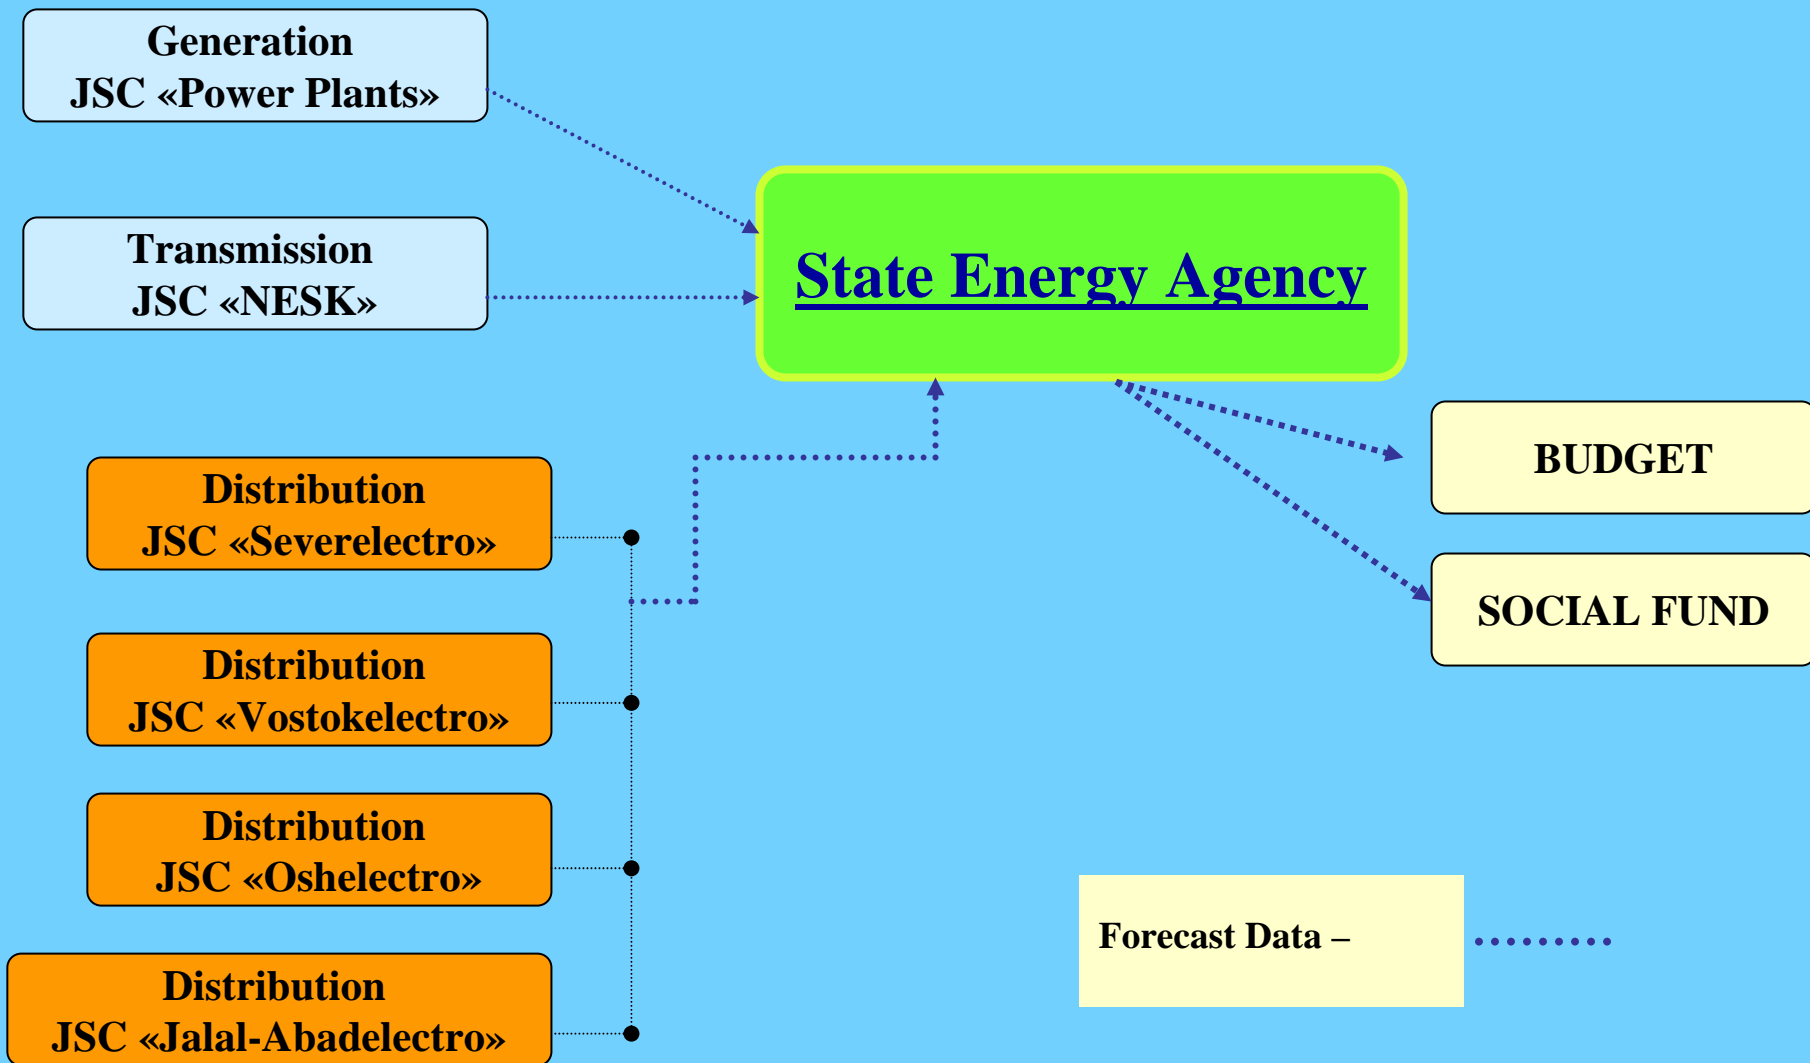 Generation
JSC «Power Plants»
Transmission
JSC «NESK»
State Energy Agency
BUDGET
SOCIAL FUND
Distribution
JSC «Severelectro»
Distribution
JSC «Vostokelectro»
Distribution
JSC «Oshelectro»
Distribution
JSC «Jalal-Abadelectro»
Forecast Data –